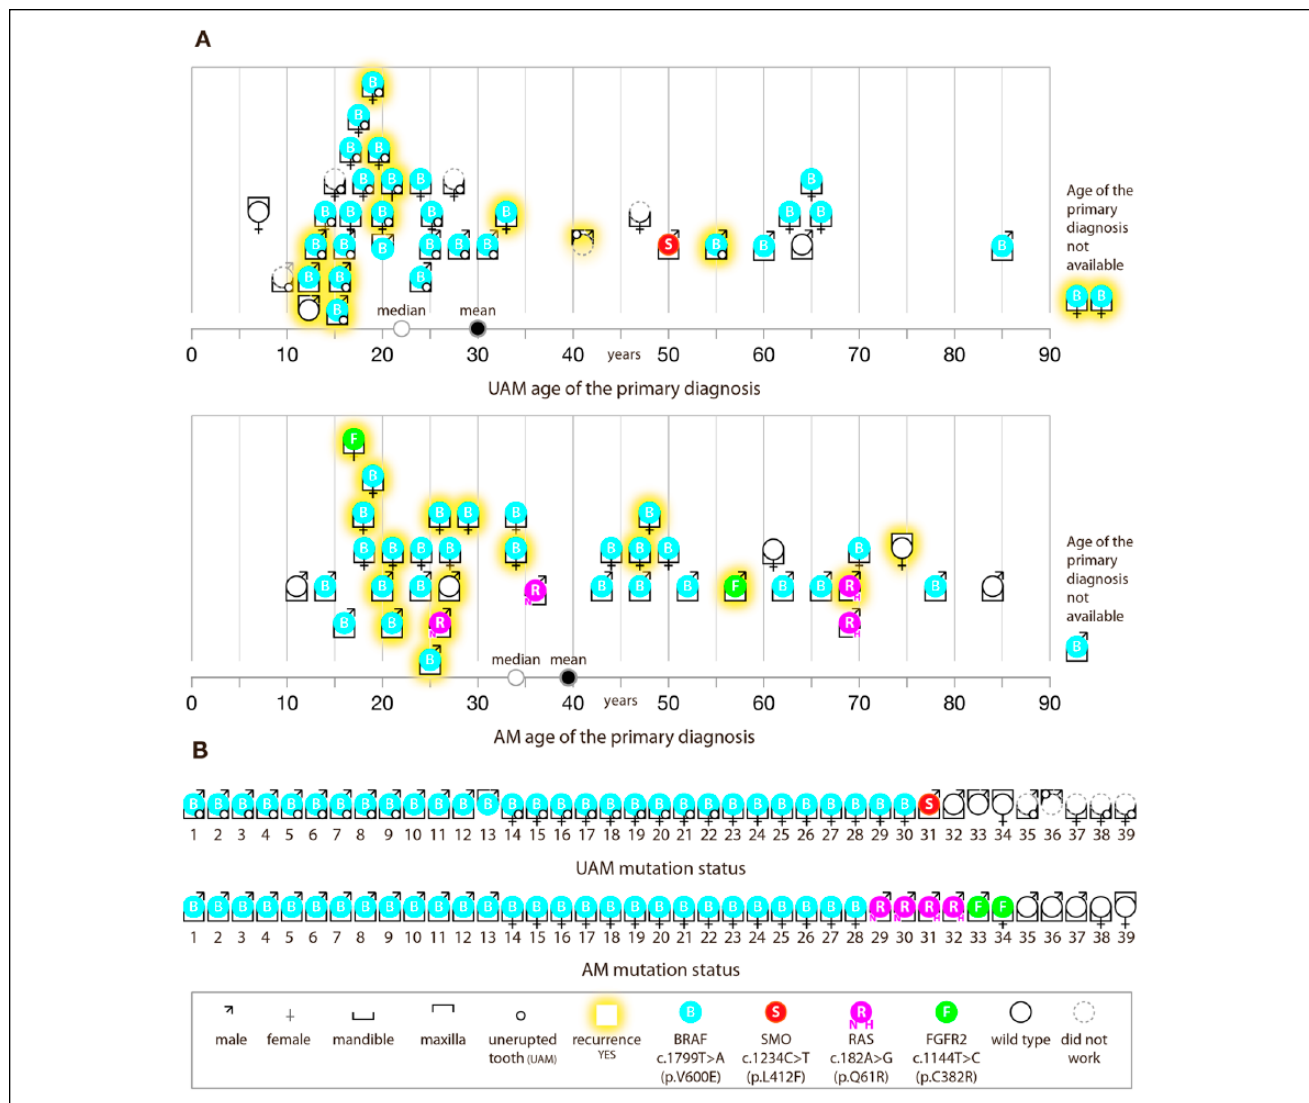 A
B
B
B
B
B
Age of the
primary
diagnosis
not
available
median
mean
0 10 20 30 40 years 50 60 70 80 90
UAM age of the primary diagnosis
F
B
Age of the
primary
diagnosis
not
available
median
mean
0 10 20 30 40 years 50 60 70 80 90
AM age of the primary diagnosis
B
B B B B B B B B B B B B B B B B B B B B B B B B B B B B B B S
1 2 3 4 5 6 7 8 9 10 11 12 13 14 15 16 17 18 19 20 21 22 23 24 25 26 27 28 29 30 31 32 33 34 35 36 37 38 39
UAM mutation status
B B B B B B B B B B B B B B B B B B B B B B B B B B B B R N R N R H R H F F
1 2 3 4 5 6 7 8 9 10 11 12 13 14 15 16 17 18 19 20 21 22 23 24 25 26 27 28 29 30 31 32 33 34 35 36 37 38 39
AM mutation status
B S R N H F
male female mandible maxilla unerupted recurrence BRAF SMO RAS FGFR2 wild type did not
tooth (UAM) YES c.1799T>A c.1234C>T c.182A>G c.1144T>C work
(p.V600E) (p.L412F) (p.Q61R) (p.C382R)